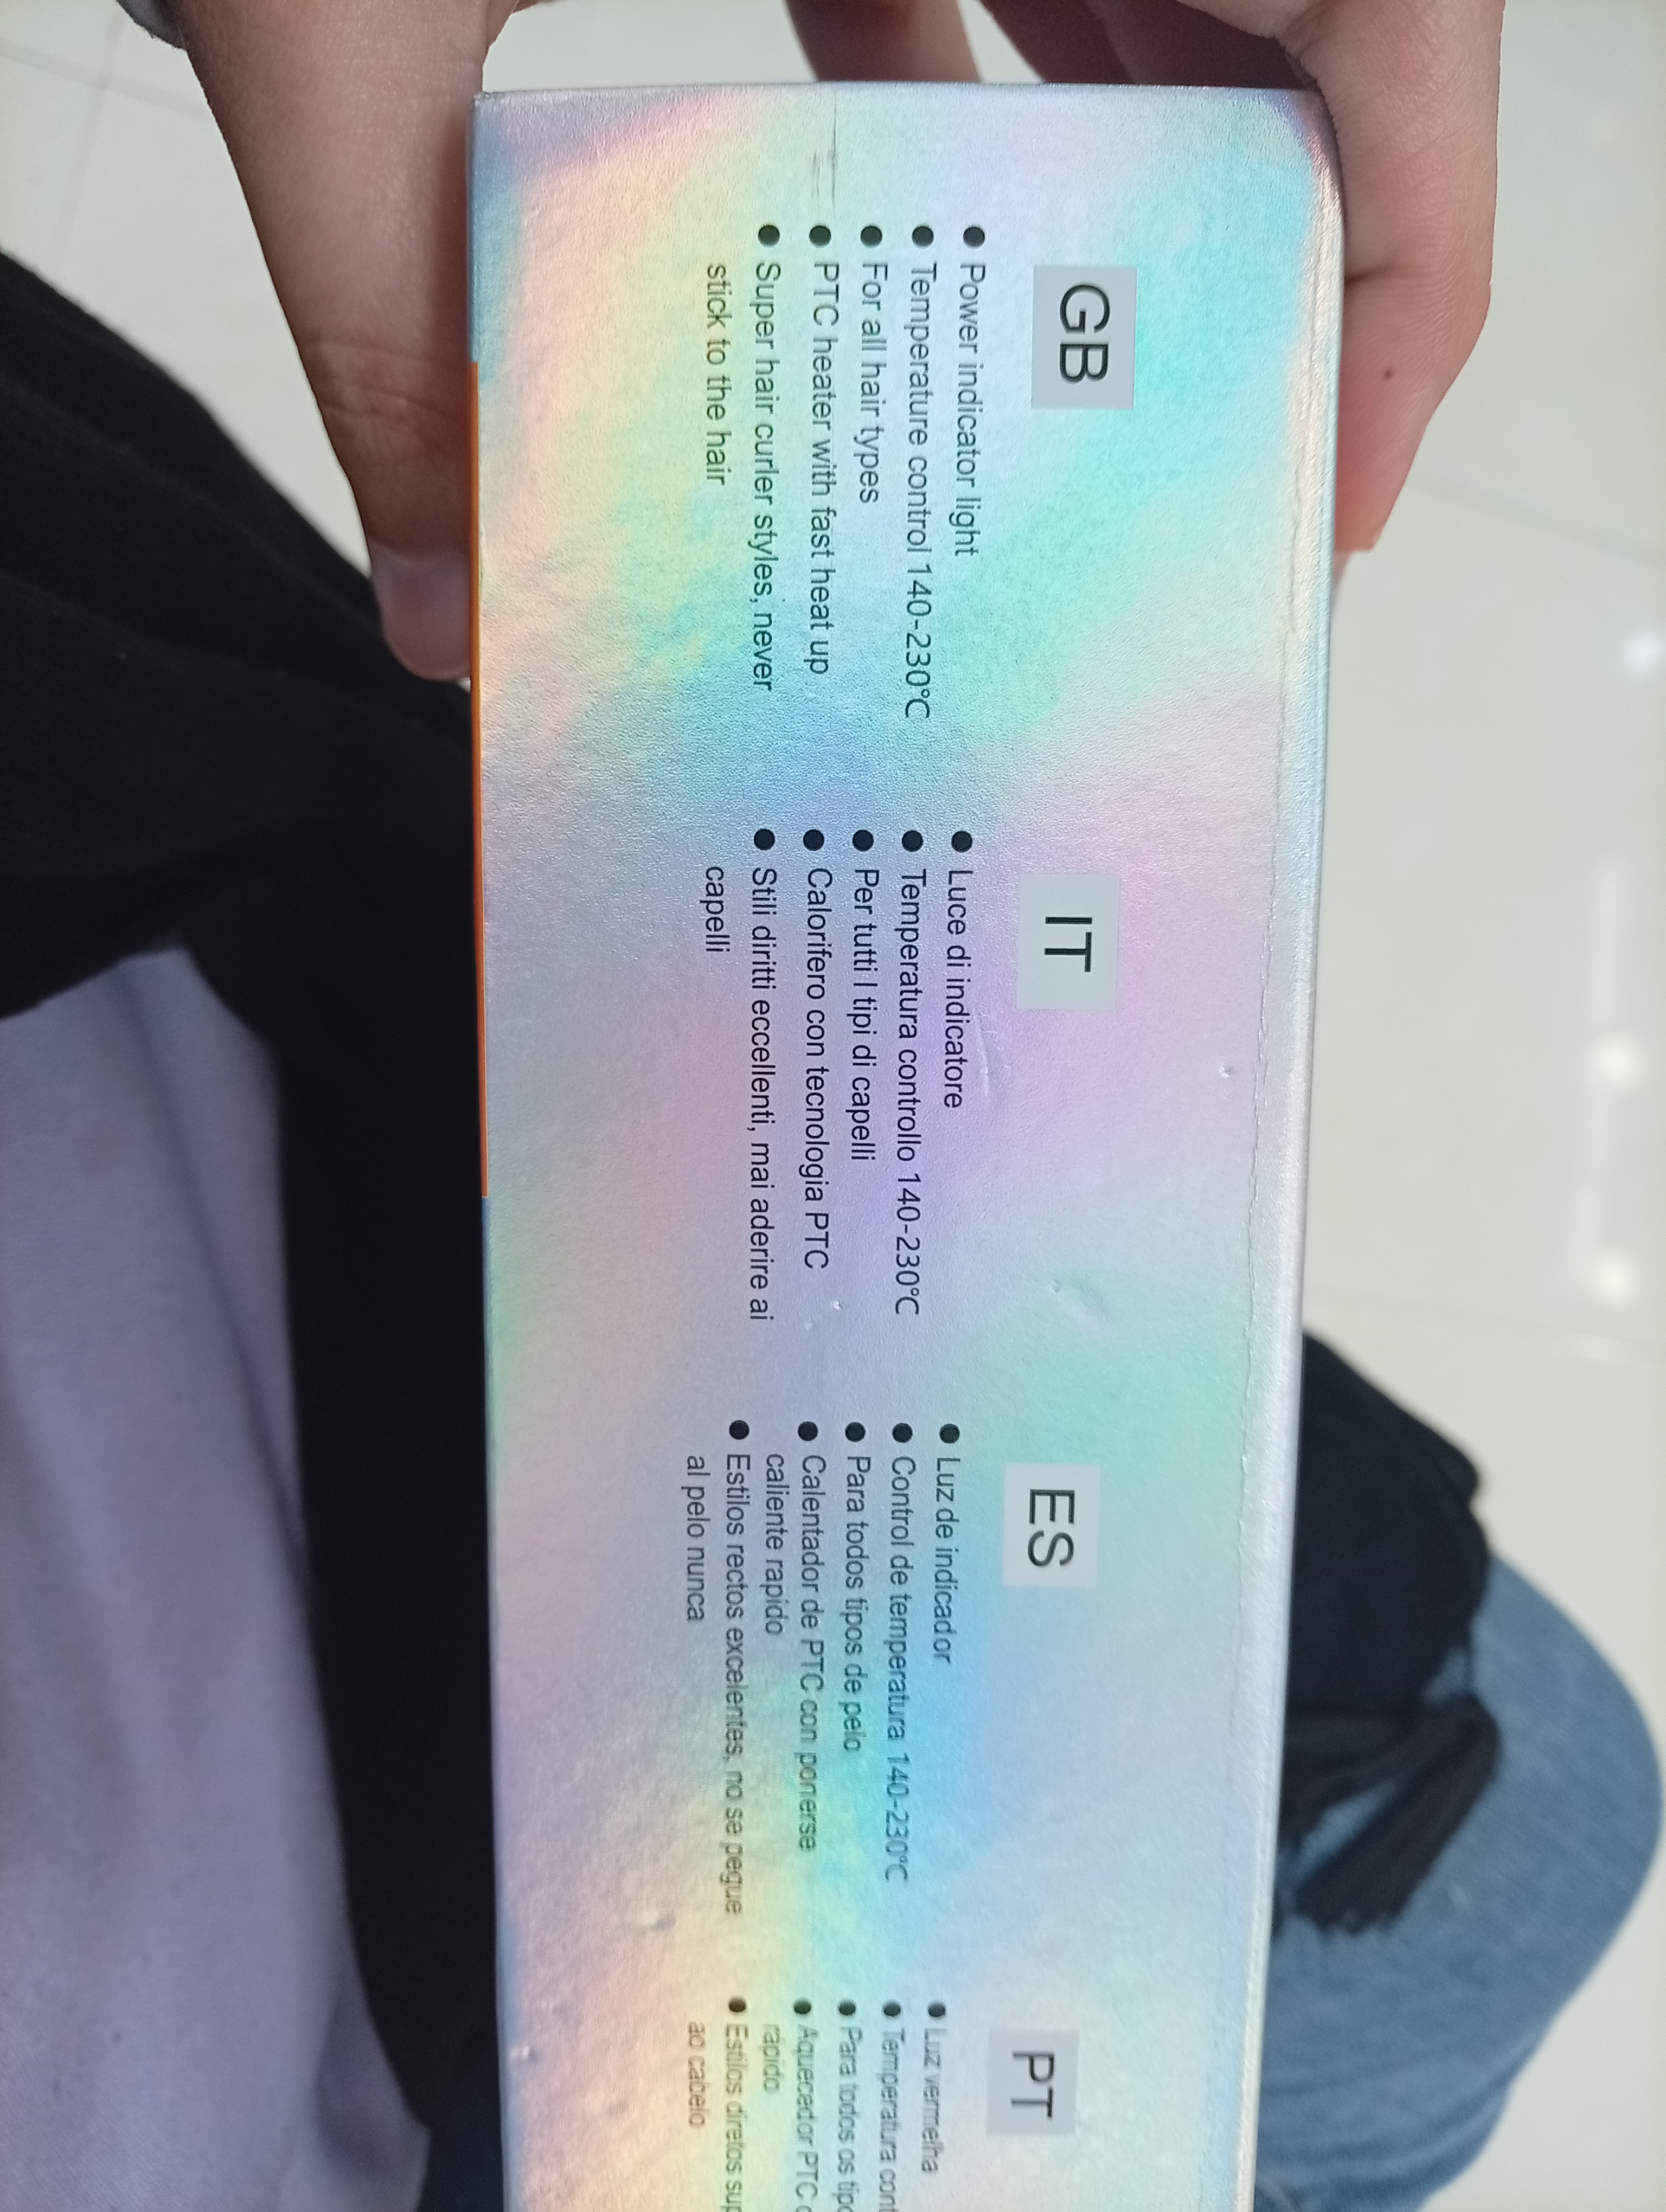 GB
● Power indicator light
● Temperature control 140-230°C
● For all hair types
● PTC heater with fast heat up
● Super hair curler styles, never
stick to the hair
IT
● Luce di indicatore
● Temperatura controllo 140-230°C
● Per tutti I tipi di capelli
● Calorifero con tecnologia PTC
● Stili diritti eccellenti, mai aderire ai
capelli
ES
● Luz de indicador
● Control de temperatura 140-230°C
● Para todos tipos de pelo
● Calentador de PTC con ponerse
caliente rapido
● Estilos rectos excelentes, no se pegue
al pelo nunca
PT
● Luz vermelha
● Temperatura
● Para todos os
● Aquecedor PTC
rápido
● Estilos diretos
ao cabelo